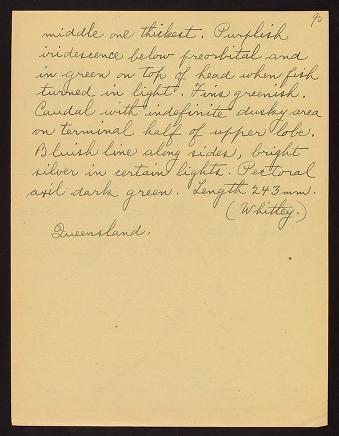 90
middle one thickest. Purplish
iridescence below preorbital and
in green on top of head when fish
turned in light. Fins greenish.
Caudal with indefinite dusky area
on terminal half of upper lobe.
Bluish line along sides, bright
silver in certain lights. Pectoral
axil dark green. Length 243 mm.
(Whitley.)
Queensland.